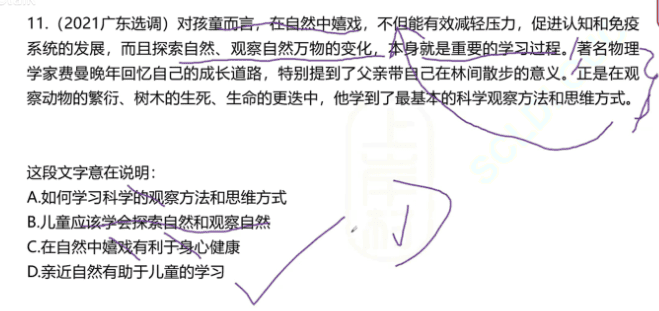 11.（2021广东选调）对孩童而言，在自然中嬉戏，不但能有效减轻压力，促进认知和免疫
系统的发展，而且探索自然、观察自然万物的变化，本身就是重要的学习过程。著名物理
学家费曼晚年回忆自己的成长道路，特别提到了父亲带自己在林间散步的意义。正是在观
察动物的繁衍、树木的生死、生命的更迭中，他学到了最基本的科学观察方法和思维方式。
这段文字意在说明：
A.如何学习科学的观察方法和思维方式
B.儿童应该学会探索自然和观察自然
C.在自然中嬉戏有利于身心健康
D.亲近自然有助于儿童的学习